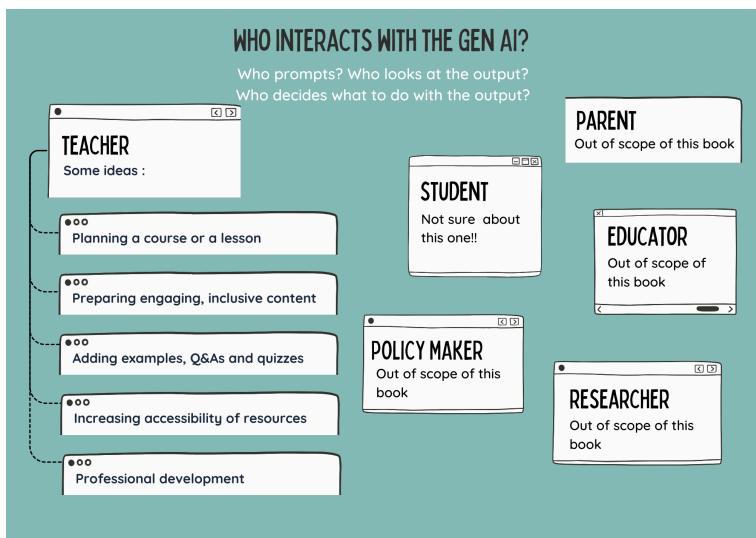 WHO INTERACTS WITH THE GEN AI?
Who prompts? Who looks at the output?
Who decides what to do with the output?
TEACHER
Some ideas :
Planning a course or a lesson
Preparing engaging, inclusive content
Adding examples, Q&As and quizzes
Increasing accessibility of resources
Professional development
STUDENT
Not sure about
this one!!
POLICY MAKER
Out of scope of this
book
PARENT
Out of scope of this book
EDUCATOR
Out of scope of
this book
RESEARCHER
Out of scope of this
book